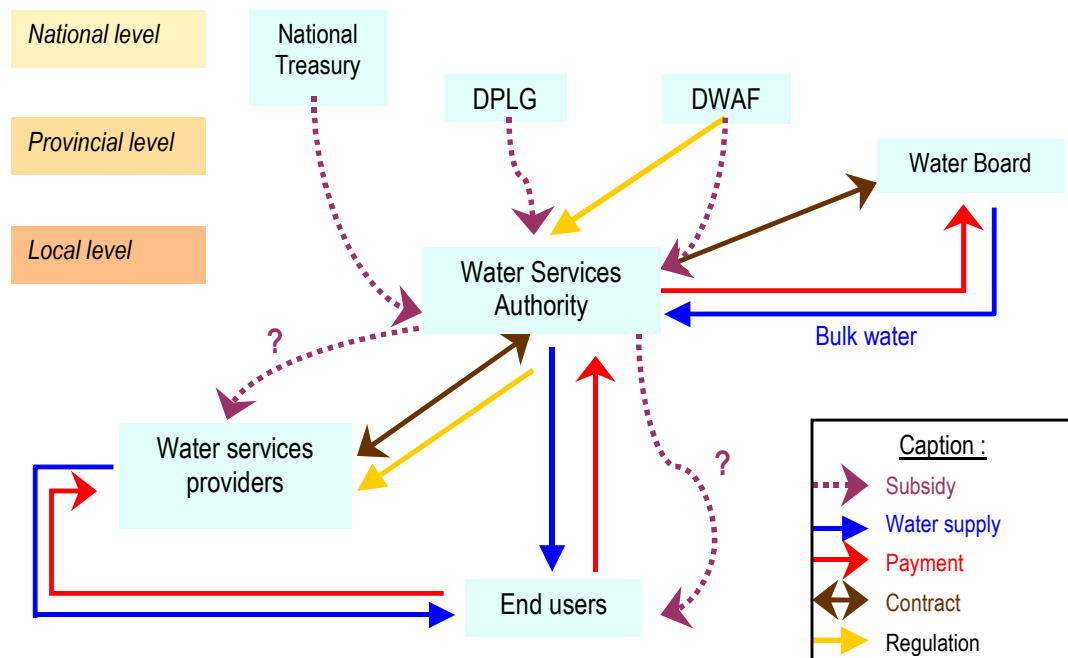 National level
National
Treasury
DPLG
DWAF
Provincial level
Water Board
Local level
Water Services
Authority
?
Bulk water
Water services
providers
?
End users
Caption :
Subsidy
Water supply
Payment
Contract
Regulation